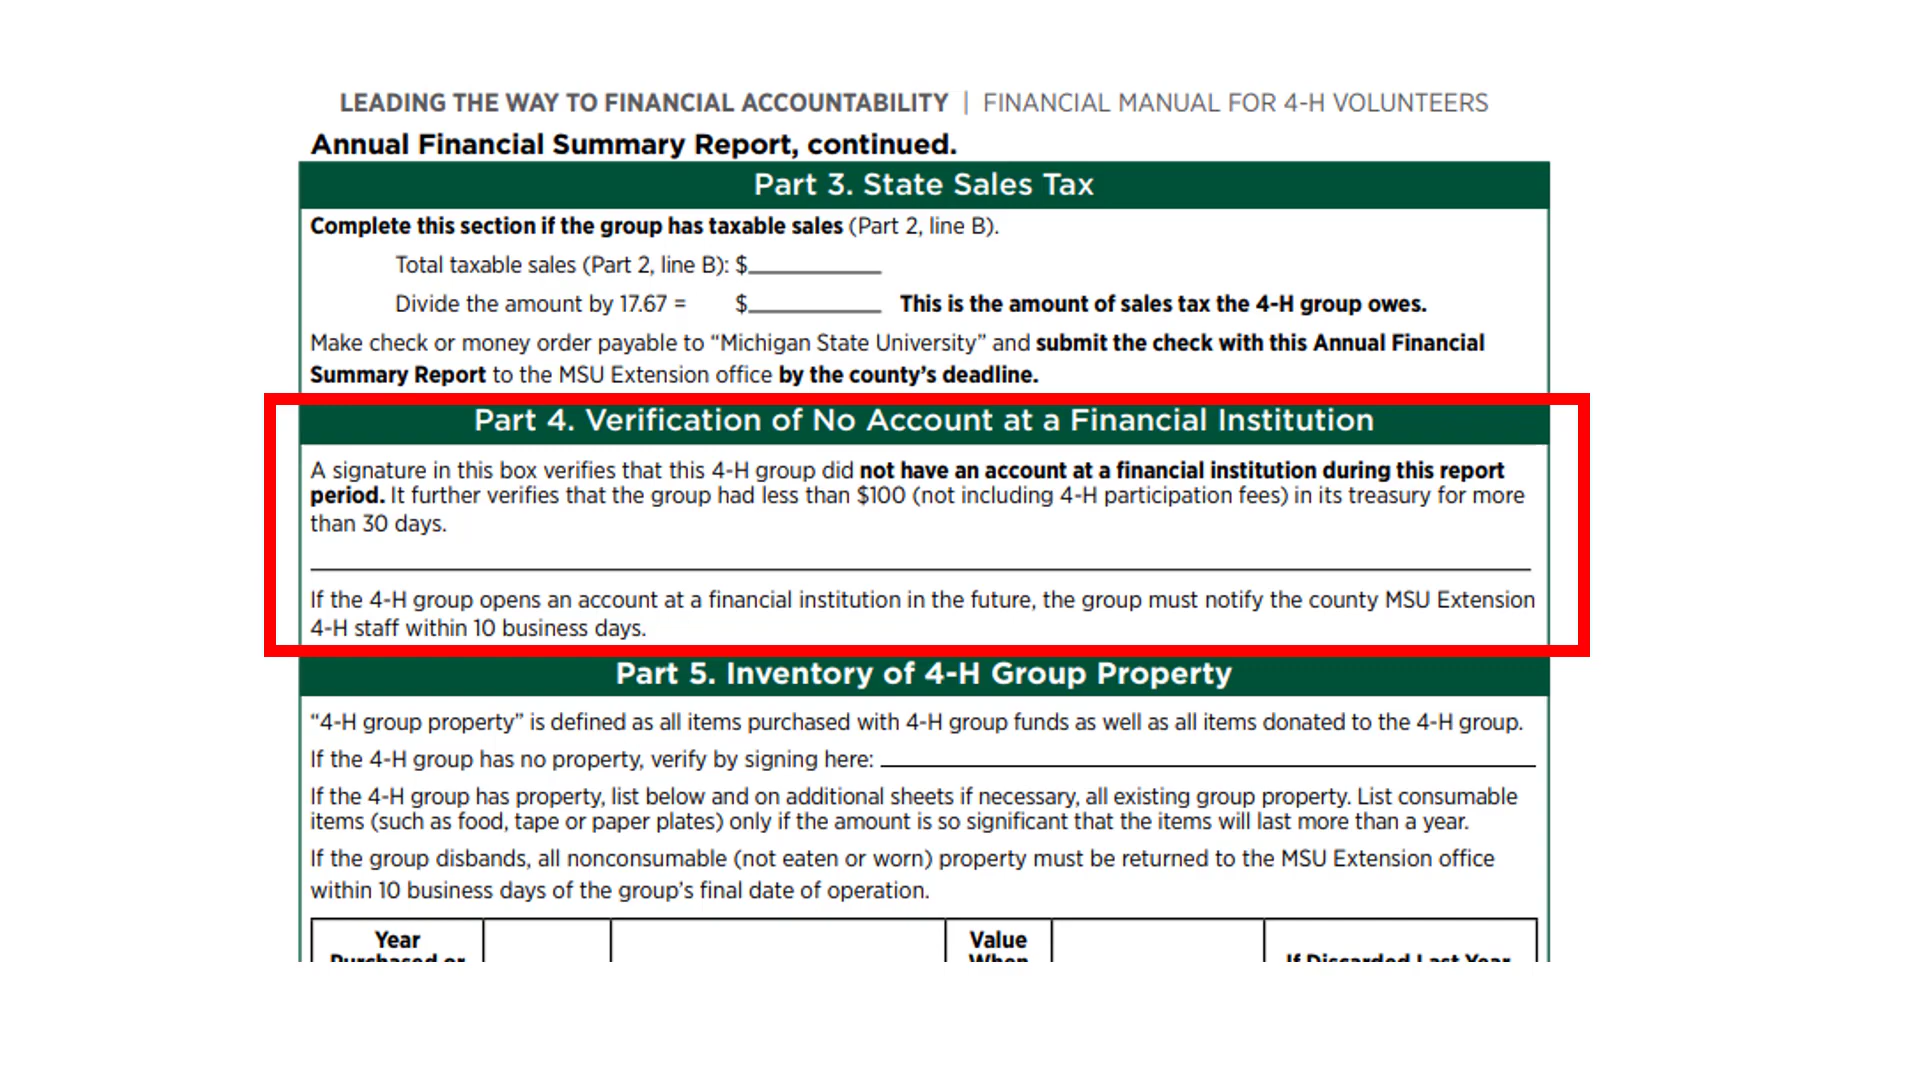 LEADING THE WAY TO FINANCIAL ACCOUNTABILITY | FINANCIAL MANUAL FOR 4-H VOLUNTEERS
Annual Financial Summary Report, continued.
Part 3. State Sales Tax
Complete this section if the group has taxable sales (Part 2, line B).
Total taxable sales (Part 2, line B): $__________
Divide the amount by 17.67 = $__________ This is the amount of sales tax the 4-H group owes.
Make check or money order payable to “Michigan State University” and submit the check with this Annual Financial
Summary Report to the MSU Extension office by the county’s deadline.
Part 4. Verification of No Account at a Financial Institution
A signature in this box verifies that this 4-H group did not have an account at a financial institution during this report
period. It further verifies that the group had less than $100 (not including 4-H participation fees) in its treasury for more
than 30 days.
If the 4-H group opens an account at a financial institution in the future, the group must notify the county MSU Extension
4-H staff within 10 business days.
Part 5. Inventory of 4-H Group Property
“4-H group property” is defined as all items purchased with 4-H group funds as well as all items donated to the 4-H group.
If the 4-H group has no property, verify by signing here: __________
If the 4-H group has property, list below and on additional sheets if necessary, all existing group property. List consumable
items (such as food, tape or paper plates) only if the amount is so significant that the items will last more than a year.
If the group disbands, all nonconsumable (not eaten or worn) property must be returned to the MSU Extension office
within 10 business days of the group’s final date of operation.
Year Value
Purchased or When If Discarded Last Year